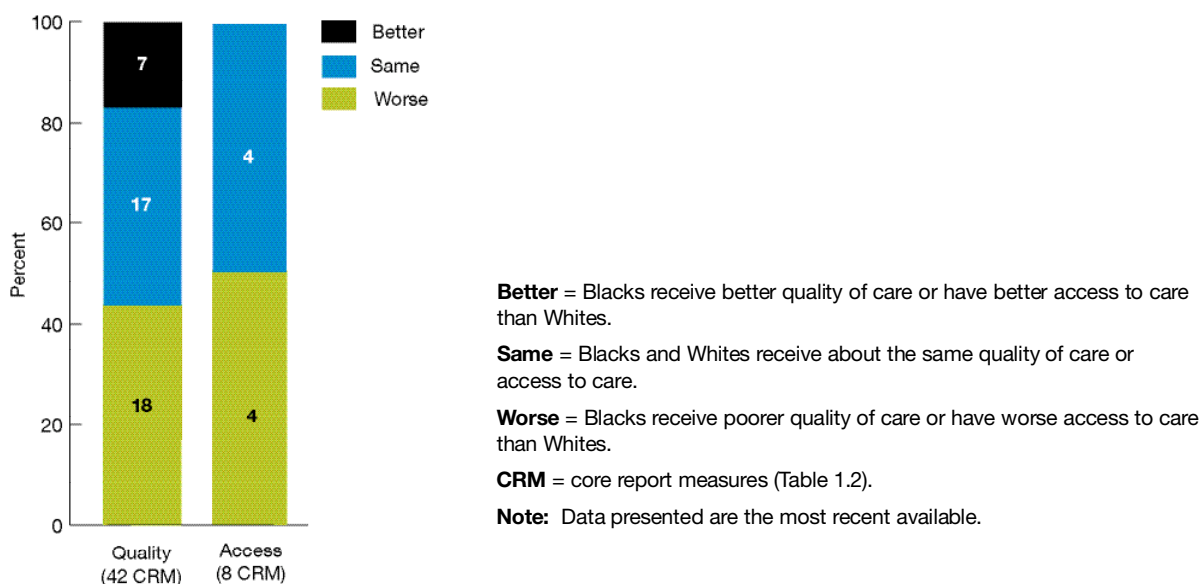 100
80
60
40
20
0
Percent
7
17
18
4
4
Quality
(42 CRM)
Access
(8 CRM)
Better
Same
Worse
Better = Blacks receive better quality of care or have better access to care
than Whites.
Same = Blacks and Whites receive about the same quality of care or
access to care.
Worse = Blacks receive poorer quality of care or have worse access to care
than Whites.
CRM = core report measures (Table 1.2).
Note: Data presented are the most recent available.